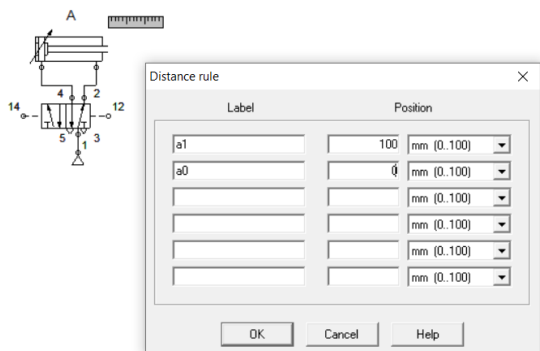 A
4 2
14 12
5 1 3
Distance rule
Label Position
a1 100 mm (0..100)
a0 0 mm (0..100)
mm (0..100)
mm (0..100)
mm (0..100)
mm (0..100)
OK Cancel Help